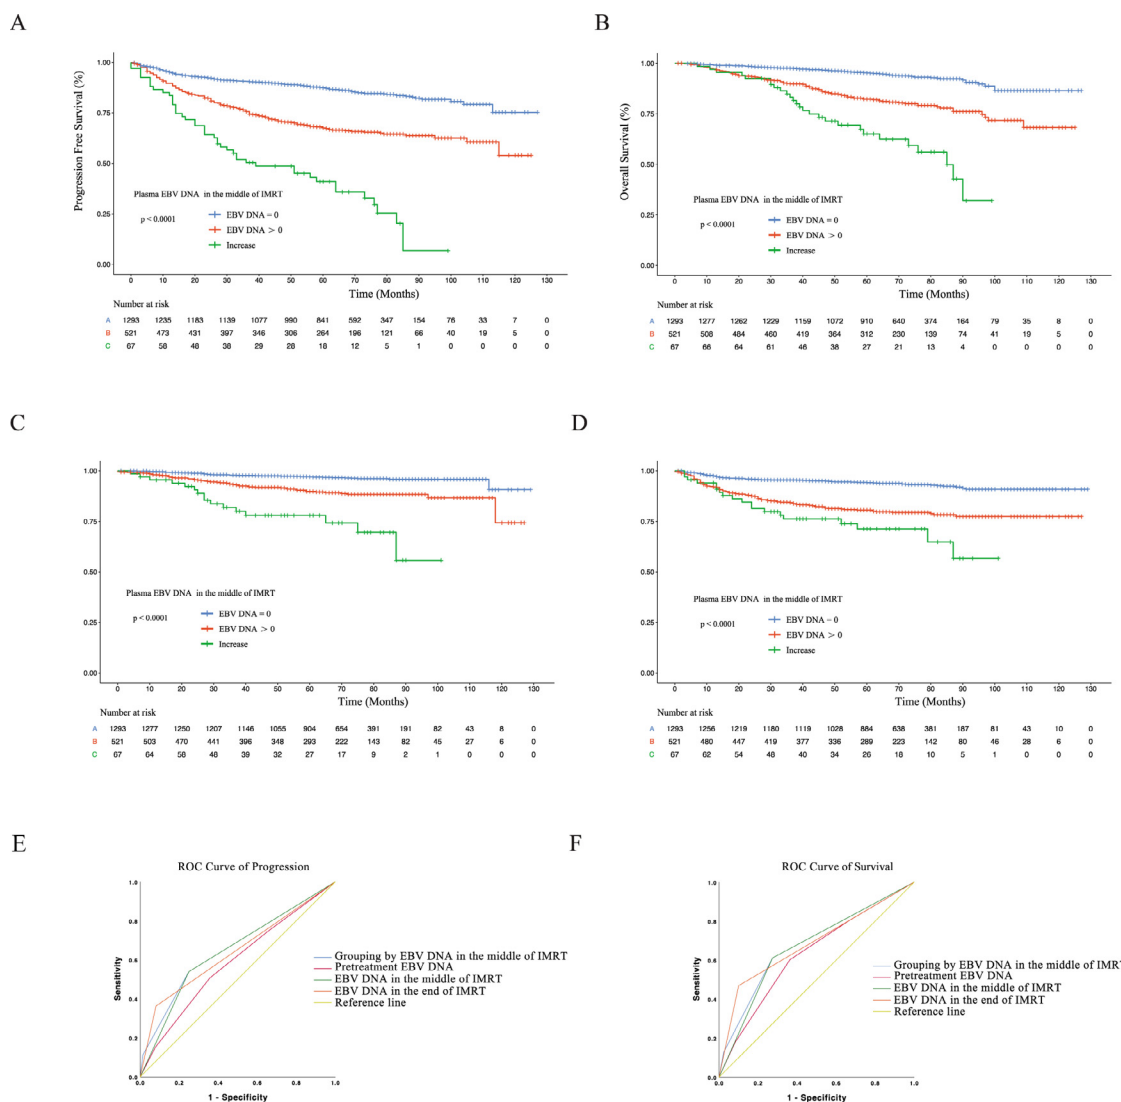 A
Progression Free Survival (%)
1.00
0.75
0.50
0.25
0.00
Plasma EBV DNA in the middle of IMRT
p < 0.0001
EBV DNA = 0
EBV DNA > 0
Increase
0 10 20 30 40 50 60 70 80 90 100 110 120 130
Time (Months)
Number at risk
A 1293 1235 1183 1139 1077 990 841 592 347 154 76 33 7 0
B 521 473 431 397 346 306 264 196 121 66 40 19 5 0
C 67 58 48 38 29 28 18 12 5 1 0 0 0 0
B
Overall Survival (%)
1.00
0.75
0.50
0.25
0.00
Plasma EBV DNA in the middle of IMRT
p < 0.0001
EBV DNA = 0
EBV DNA > 0
Increase
0 10 20 30 40 50 60 70 80 90 100 110 120 130
Time (Months)
Number at risk
A 1293 1277 1262 1229 1159 1072 910 640 374 164 79 35 8 0
B 521 508 484 460 419 364 312 230 139 74 41 19 5 0
C 67 66 64 61 46 38 27 21 13 4 0 0 0 0
C
1.00
0.75
0.50
0.25
0.00
Plasma EBV DNA in the middle of IMRT
p < 0.0001
EBV DNA = 0
EBV DNA > 0
Increase
0 10 20 30 40 50 60 70 80 90 100 110 120 130
Time (Months)
Number at risk
A 1293 1277 1250 1207 1146 1055 904 654 391 191 82 43 8 0
B 521 503 470 441 396 348 293 222 143 82 45 27 6 0
C 67 64 58 48 39 32 27 17 9 2 1 0 0 0
D
1.00
0.75
0.50
0.25
0.00
Plasma EBV DNA in the middle of IMRT
p < 0.0001
EBV DNA = 0
EBV DNA > 0
Increase
0 10 20 30 40 50 60 70 80 90 100 110 120 130
Time (Months)
Number at risk
A 1293 1256 1219 1180 1119 1028 884 638 381 187 81 43 10 0
B 521 480 447 419 377 336 289 223 142 80 46 28 6 0
C 67 62 54 48 40 34 26 18 10 5 1 0 0 0
E
ROC Curve of Progression
Sensitivity
1.0
0.8
0.6
0.4
0.2
0.0
0.0 0.2 0.4 0.6 0.8 1.0
1 - Specificity
Grouping by EBV DNA in the middle of IMRT
Pretreatment EBV DNA
EBV DNA in the middle of IMRT
EBV DNA in the end of IMRT
Reference line
F
ROC Curve of Survival
Sensitivity
1.0
0.8
0.6
0.4
0.2
0.0
0.0 0.2 0.4 0.6 0.8 1.0
1 - Specificity
Grouping by EBV DNA in the middle of IMRT
Pretreatment EBV DNA
EBV DNA in the middle of IMRT
EBV DNA in the end of IMRT
Reference line